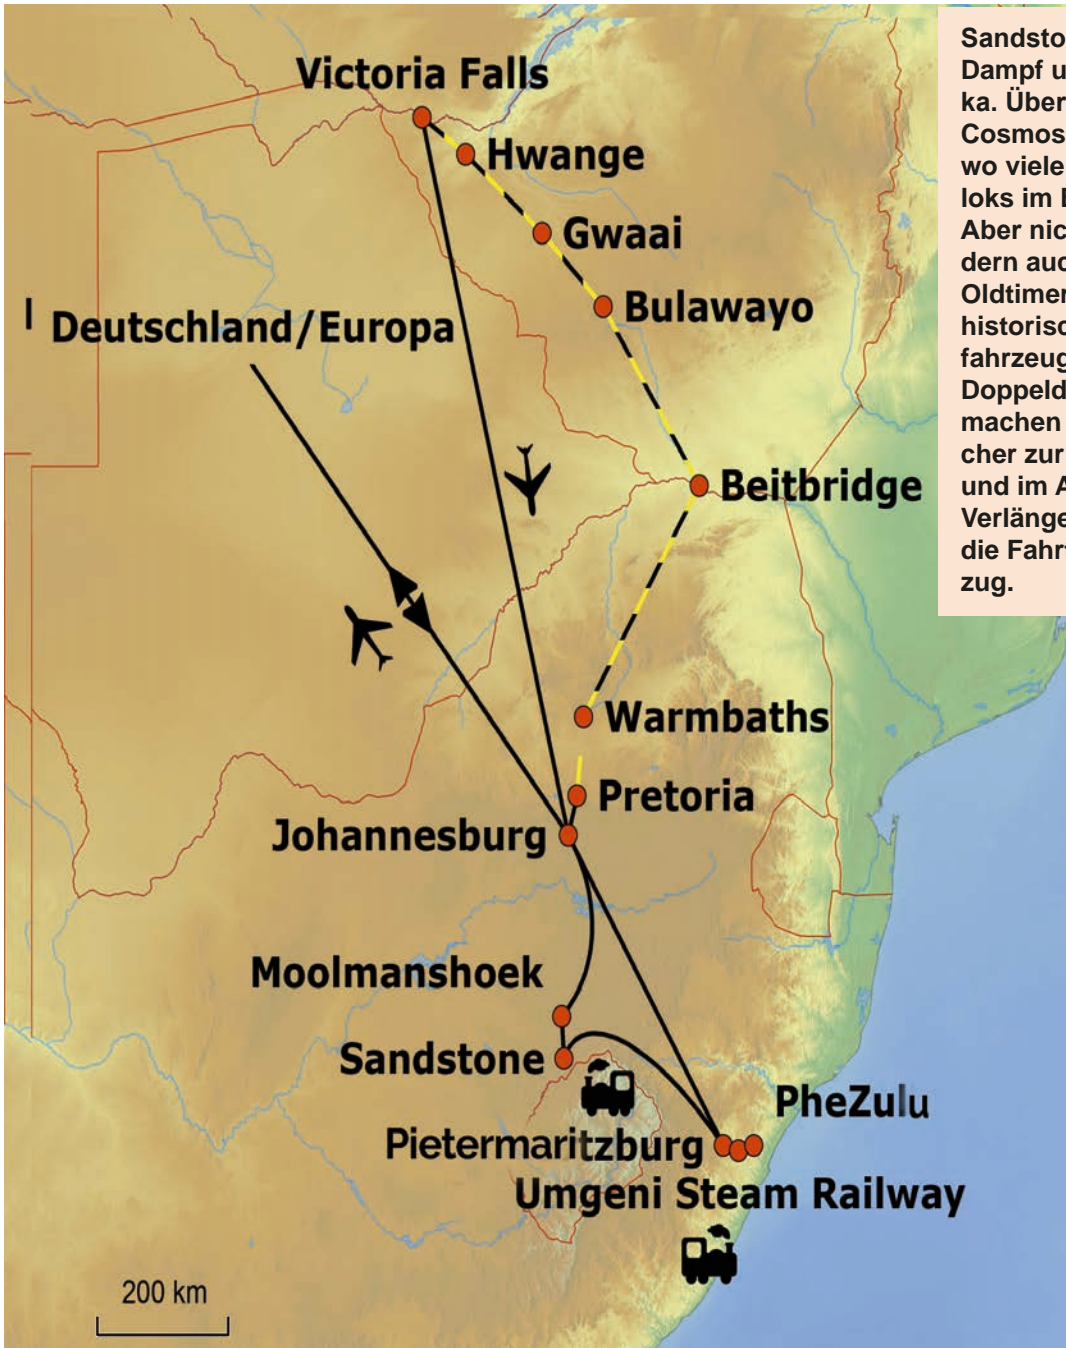 Victoria Falls
Hwange
Gwaai
Deutschland/Europa
Bulawayo
Beitbridge
Warmbaths
Pretoria
Johannesburg
Moolmanshoek
Sandstone
PheZulu
Pietermaritzburg
Umgeni Steam Railway
200 km
Sandsto
Dampf u
ka. Über
Cosmos
wo viele
loks im
Aber nic
dern auc
Oldtimer
historisc
fahrzeug
Doppeld
machen
cher zur
und im A
Verlänge
die Fahr
zug.